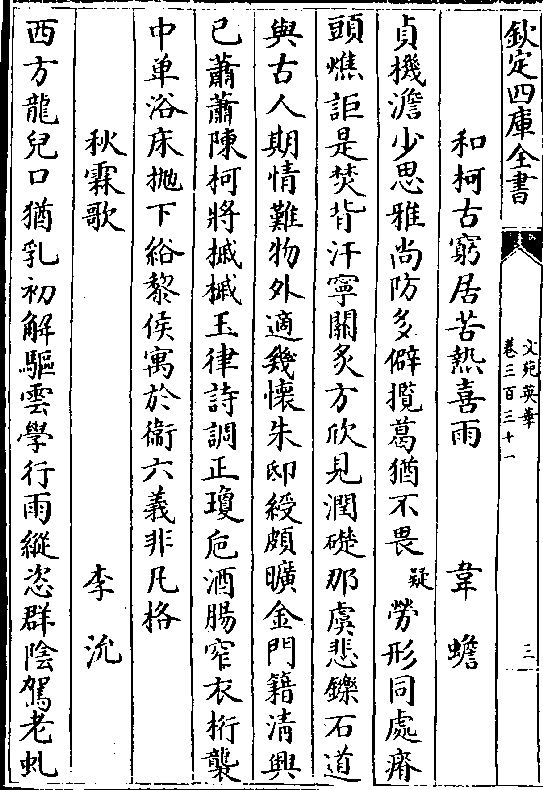 欽定四庫全書
文苑英華
卷三百三十一
三
和柯古窮居苦熱喜雨
韋蟾
貞機澹少思雅尚防多僻攬葛猶不畏疑勞形同處瘠
頭燋詎是焚背汗寧關炙方欣見潤礎那虞悲鑠石道
與古人期情難物外適幾懷朱邸綬頗曠金門籍清興
已蕭蕭陳柯將摵摵玉律詩調正瓊卮酒腸窄衣桁襲
中单浴床抛下綌黎侯寓於衞六義非凡格
秋霖歌
李沇
西方龍兒口猶乳初解驅雲學行雨縱恣群陰駕老虬